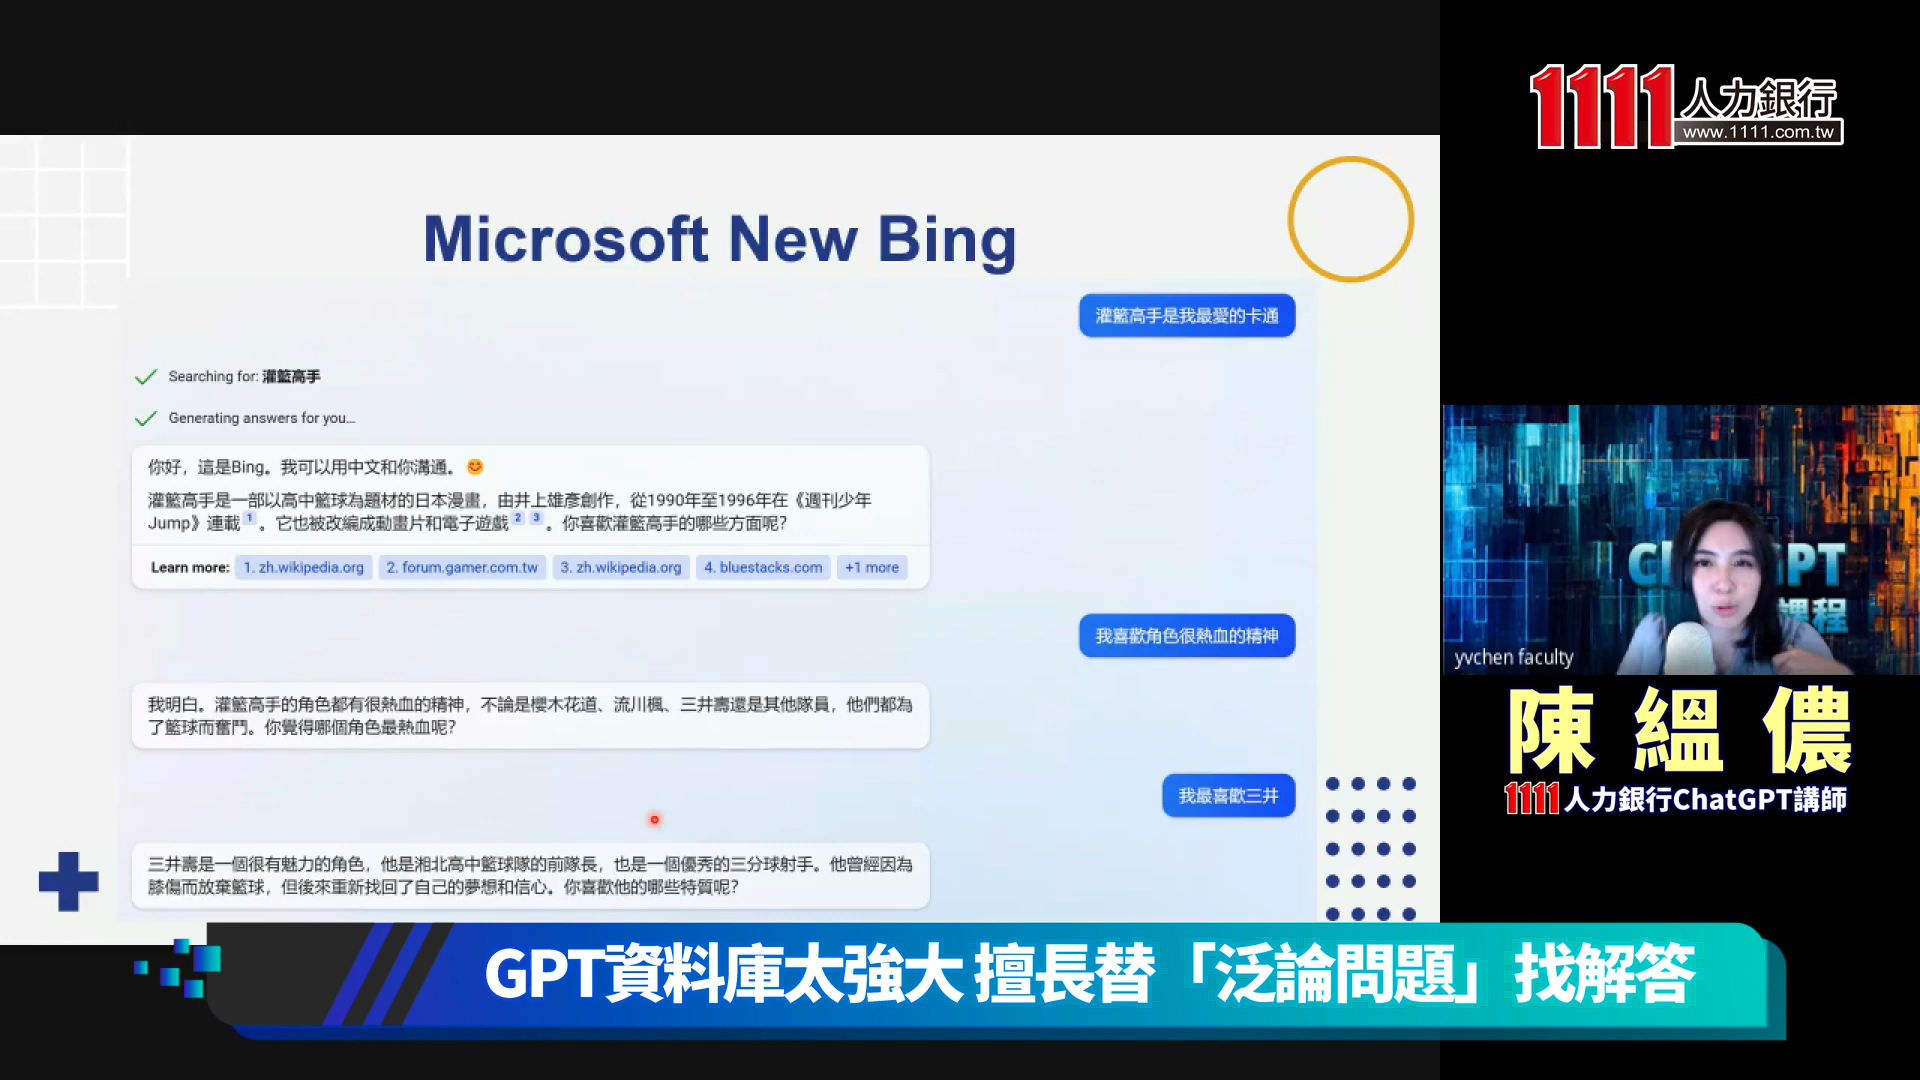 Microsoft New Bing
灌籃高手是我最愛的卡通
Searching for: 灌籃高手
Generating answers for you...
你好，這是Bing。我可以用中文和你溝通。😊
灌籃高手是一部以高中籃球為題材的日本漫畫，由井上雄彥創作，從1990年至1996年在《週刊少年
Jump》連載 1 。它也被改編成動畫片和電子遊戲 2 3 。你喜歡灌籃高手的哪些方面呢？
Learn more: 1. zh.wikipedia.org 2. forum.gamer.com.tw 3. zh.wikipedia.org 4. bluestacks.com +1 more
我喜歡角色很熱血的精神
我明白。灌籃高手的角色都有很熱血的精神，不論是櫻木花道、流川楓、三井壽還是其他隊員，他們都為
了籃球而奮鬥。你覺得哪個角色最熱血呢？
我最喜歡三井
三井壽是一個很有魅力的角色，他是湘北高中籃球隊的前隊長，也是一個優秀的三分球射手。他曾經因為
膝傷而放棄籃球，但後來重新找回了自己的夢想和信心。你喜歡他的哪些特質呢？
1111人力銀行
www.1111.com.tw
課程
yvchen faculty
陳縕儂
1111人力銀行ChatGPT講師
GPT資料庫太強大 擅長替「泛論問題」找解答